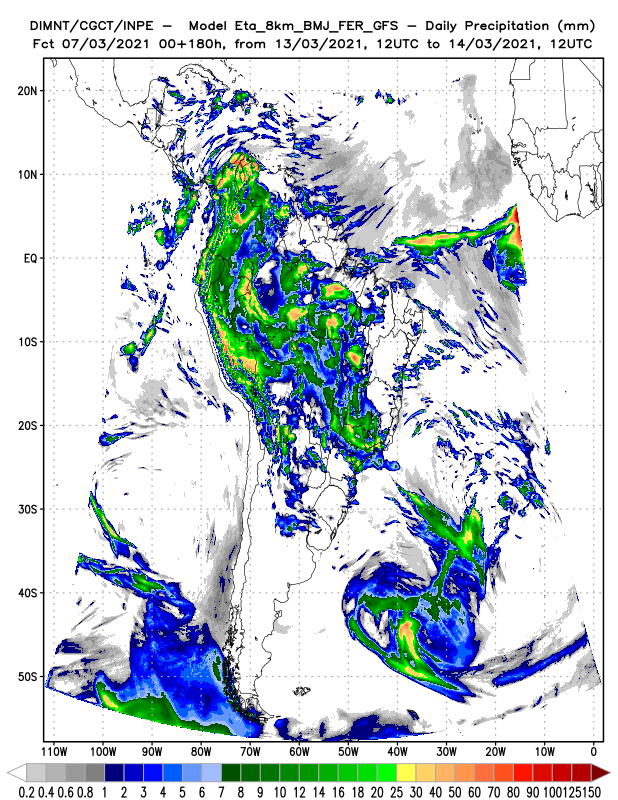 DIMNT/CGCT/INPE — Model Eta_8km_BMJ_FER_GFS — Daily Precipitation (mm)
Fct 07/03/2021 00+180h, from 13/03/2021, 12UTC to 14/03/2021, 12UTC
20N
10N
EQ
10S
20S
30S
40S
50S
110W 100W 90W 80W 70W 60W 50W 40W 30W 20W 10W 0
0.2 0.4 0.6 0.8 1 2 3 4 5 6 7 8 9 10 12 14 16 18 20 25 30 40 50 60 70 80 90 100 125 150